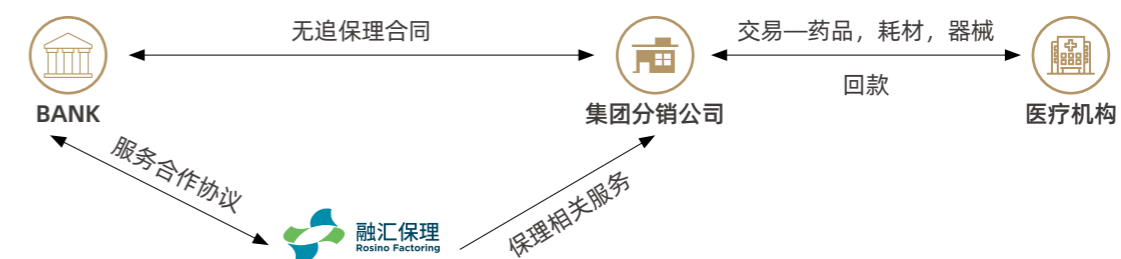 无追保理合同
交易—药品，耗材，器械
回款
BANK
集团分销公司
医疗机构
服务合作协议
保理相关服务
融汇保理
Rosino Factoring